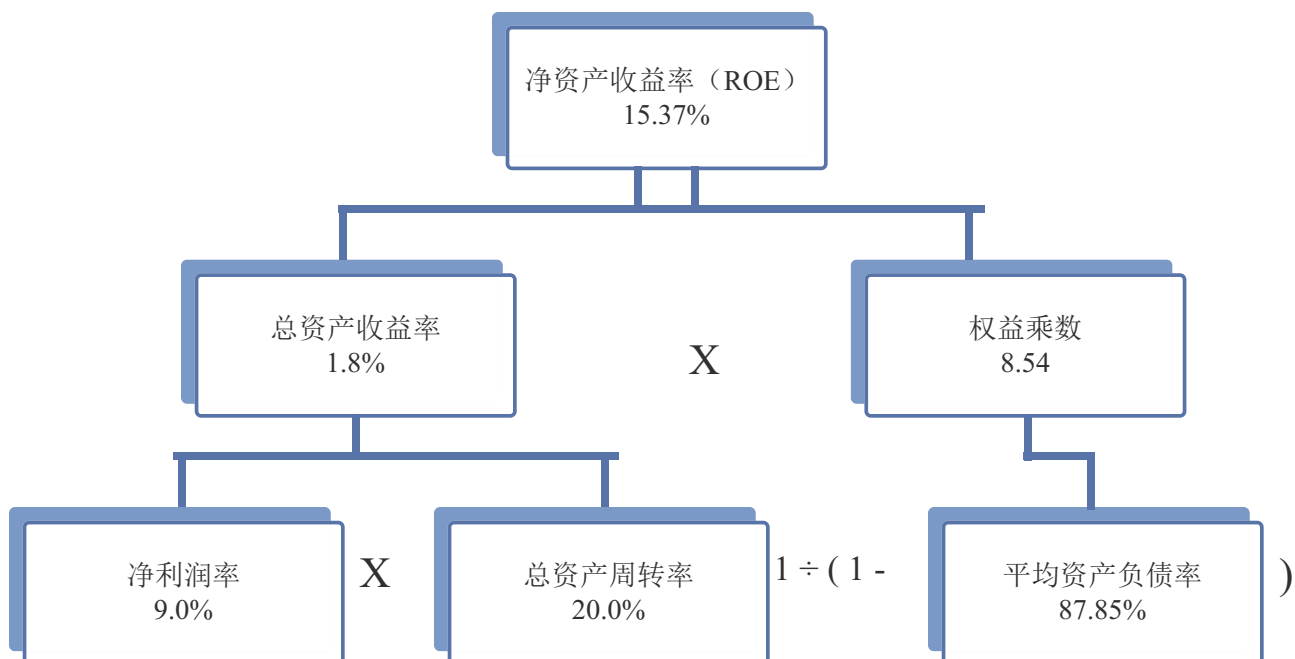 净资产收益率（ROE）
15.37%
总资产收益率
1.8%
X
权益乘数
8.54
净利润率
9.0%
X
总资产周转率
20.0%
1 ÷ ( 1 -
平均资产负债率
87.85%
)